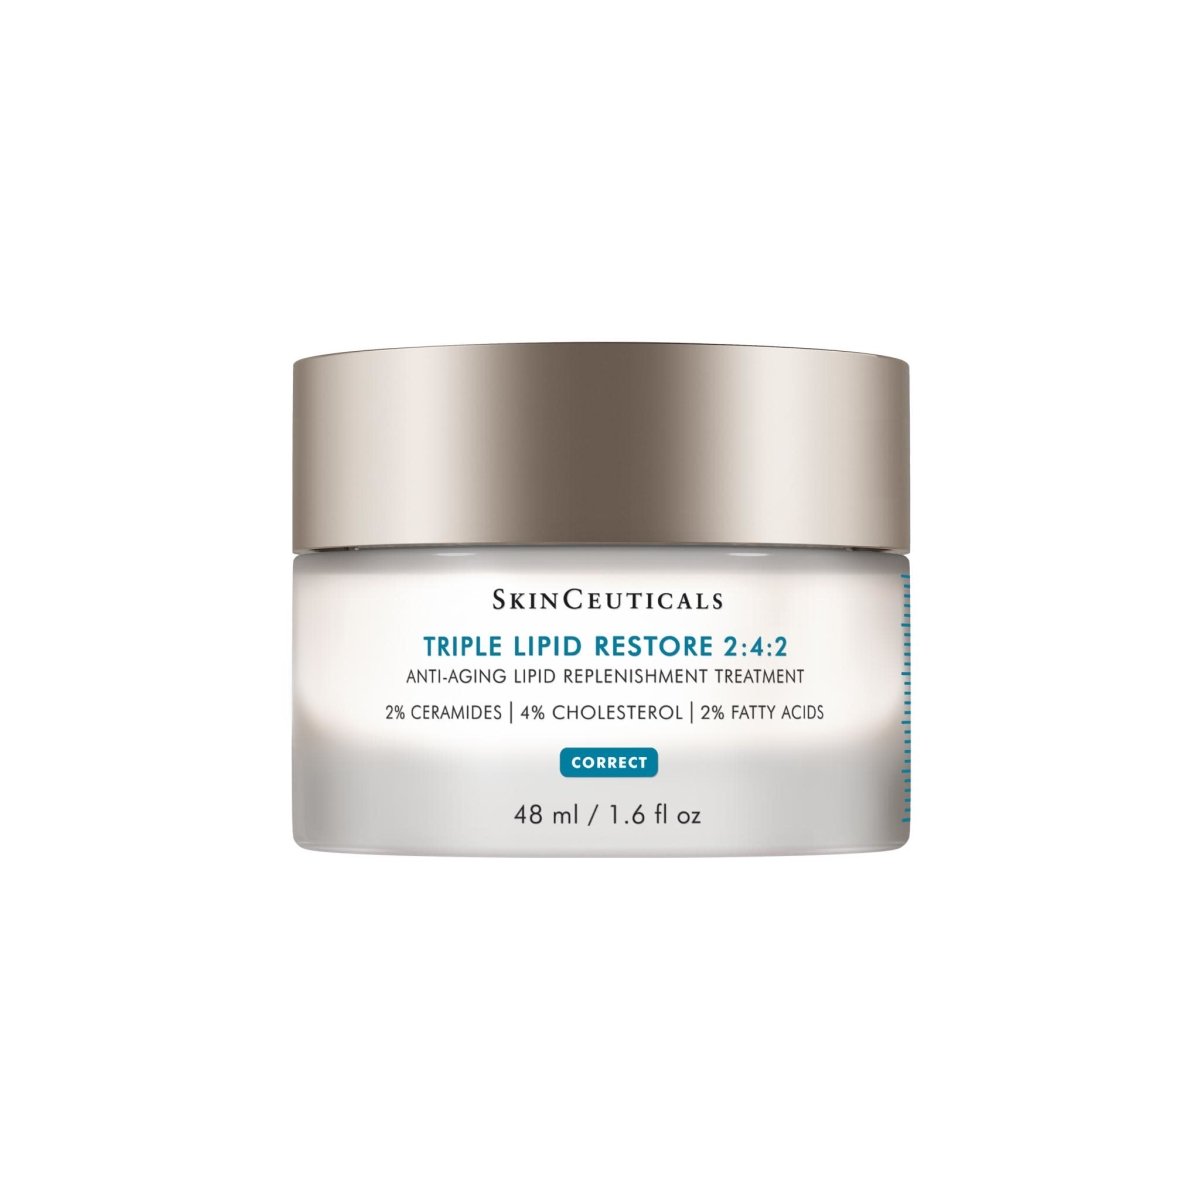 SKINCEUTICALS
TRIPLE LIPID RESTORE 2:4:2
ANTI-AGING LIPID REPLENISHMENT TREATMENT
2% CERAMIDES | 4% CHOLESTEROL | 2% FATTY ACIDS
CORRECT
48 ml / 1.6 fl oz